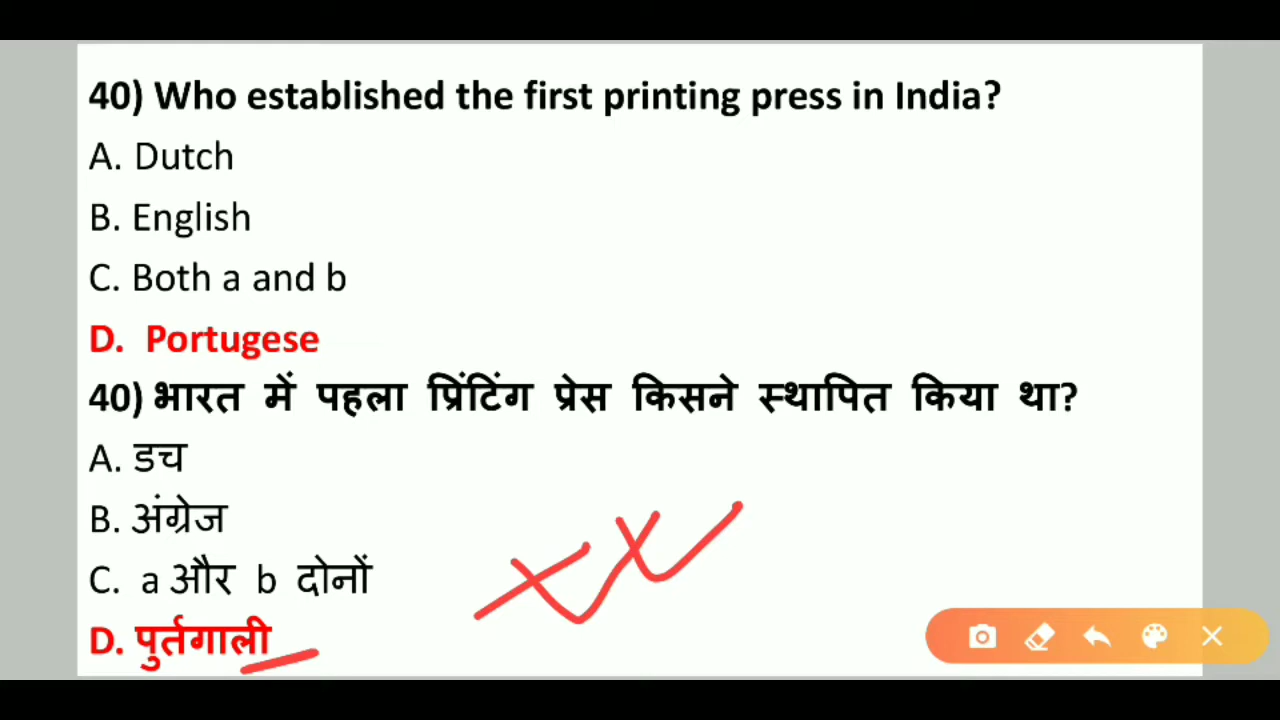 40) Who established the first printing press in India?
A. Dutch
B. English
C. Both a and b
D. Portugese
40) भारत में पहला प्रिंटिंग प्रेस किसने स्थापित किया था?
A. डच
B. अंग्रेज
C. a और b दोनों
D. पुर्तगाली